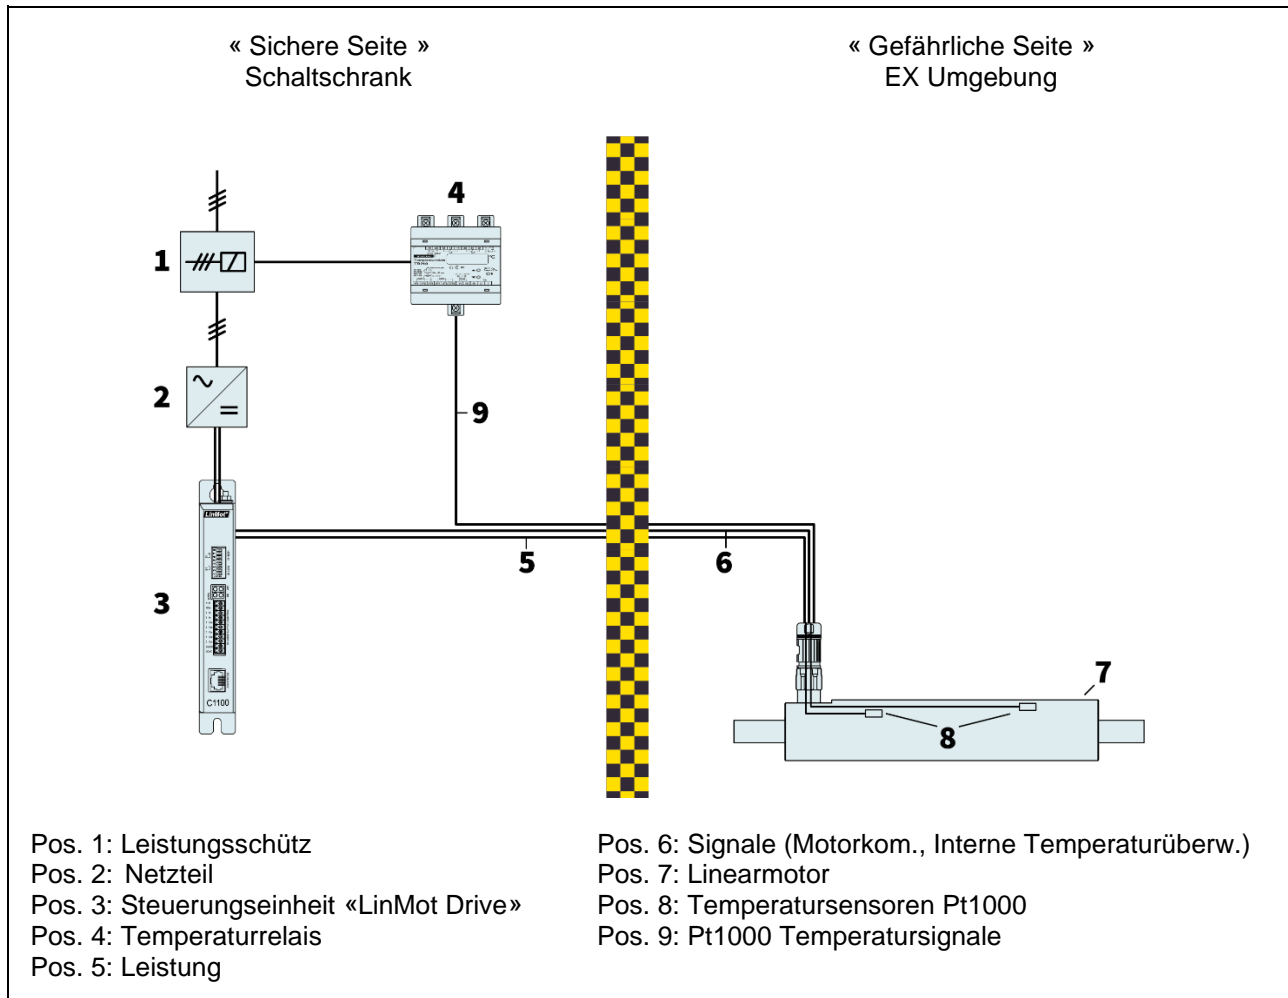 « Sichere Seite »
Schaltschrank
« Gefährliche Seite »
EX Umgebung
4
1
2
9
5
6
3
LinMot
C1100
7
8
Pos. 1: Leistungsschütz
Pos. 2: Netzteil
Pos. 3: Steuerungseinheit «LinMot Drive»
Pos. 4: Temperaturrelais
Pos. 5: Leistung
Pos. 6: Signale (Motorkom., Interne Temperaturüberw.)
Pos. 7: Linearmotor
Pos. 8: Temperatursensoren Pt1000
Pos. 9: Pt1000 Temperatursignale